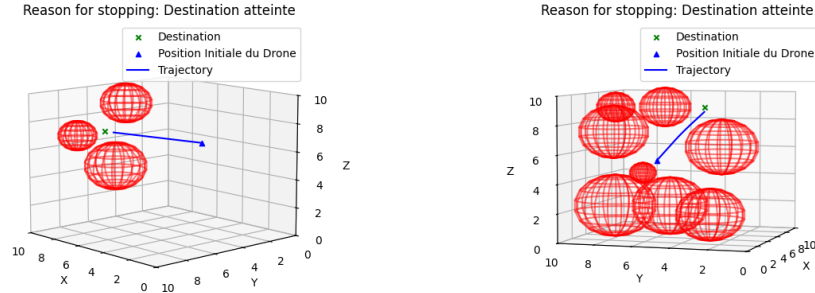 Reason for stopping: Destination atteinte
Destination
Position Initiale du Drone
Trajectory
10
8
6
4
2
0
Z
10
8
6
4
2
0
X
10
8
6
4
2
0
Y
Reason for stopping: Destination atteinte
Destination
Position Initiale du Drone
Trajectory
10
8
6
4
2
0
Z
10
8
6
4
2
0
Y
0
2
4
6
8
10
X